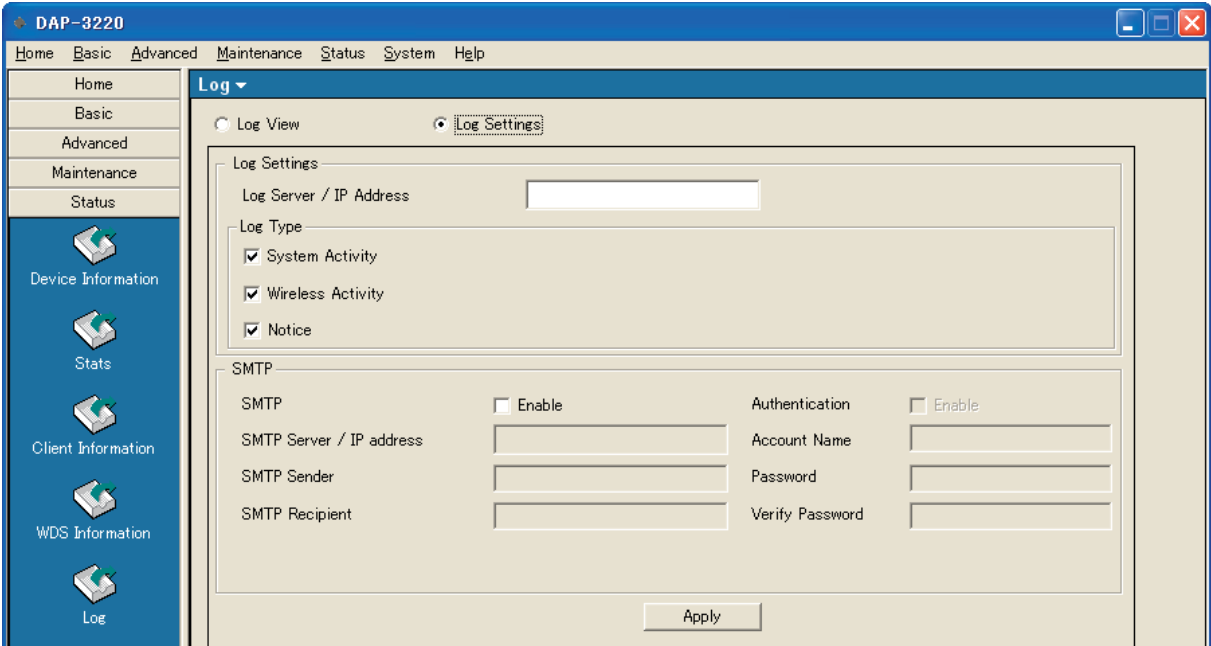 DAP-3220
Home Basic Advanced Maintenance Status System Help
Home
Basic
Advanced
Maintenance
Status
Device Information
Stats
Client Information
WDS Information
Log
Log
Log View Log Settings
Log Settings
Log Server / IP Address
Log Type
System Activity
Wireless Activity
Notice
SMTP
SMTP Enable Authentication Enable
SMTP Server / IP address Account Name
SMTP Sender Password
SMTP Recipient Verify Password
Apply